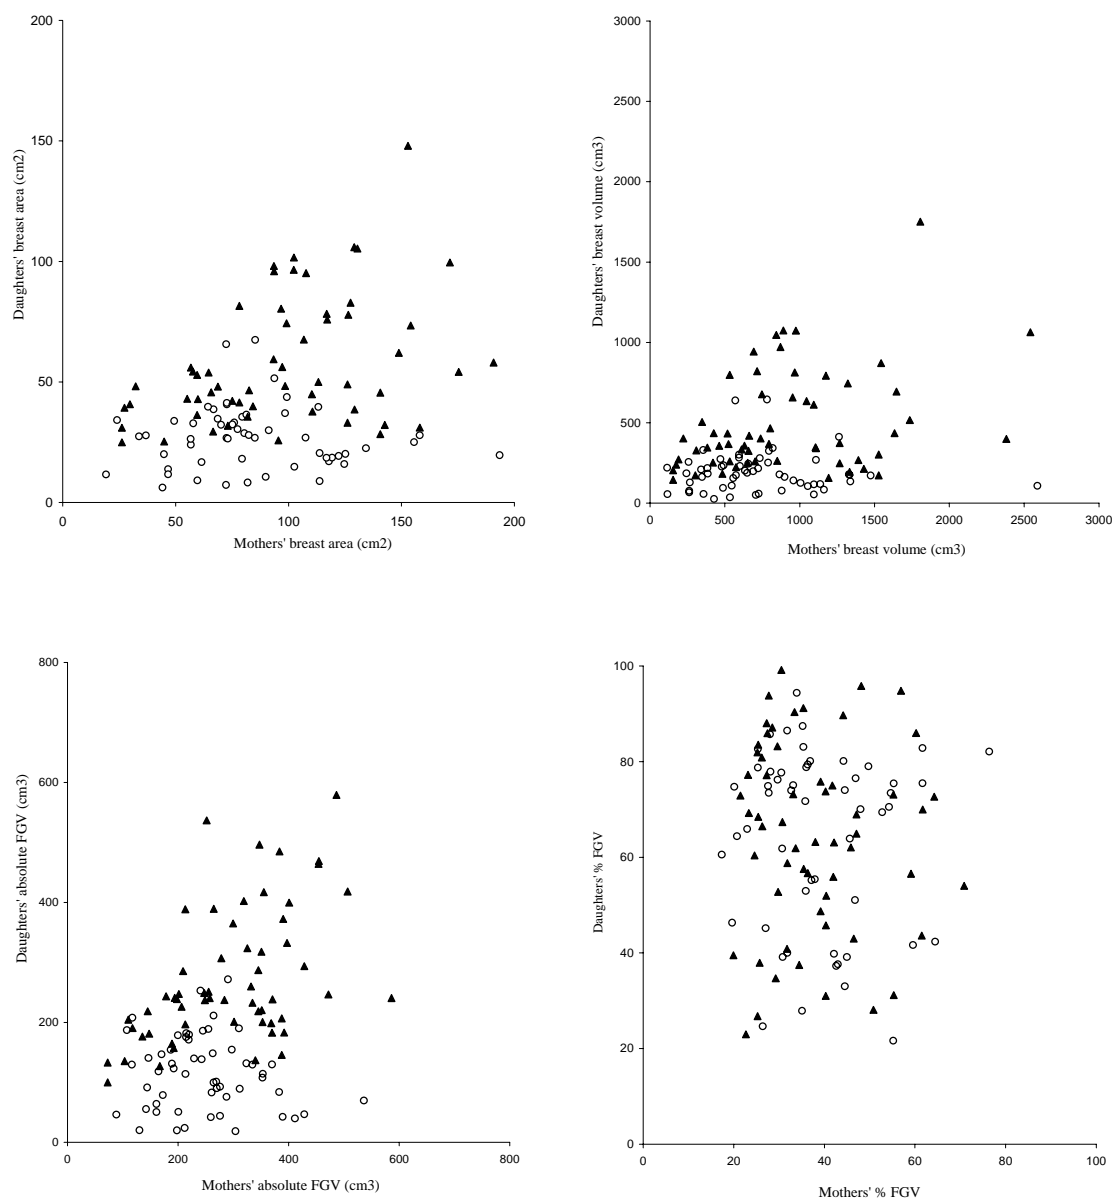 200
150
100
50
0
0 50 100 150 200
Daughters' breast area (cm2)
Mothers' breast area (cm2)
3000
2500
2000
1500
1000
500
0
0 500 1000 1500 2000 2500 3000
Daughters' breast volume (cm3)
Mothers' breast volume (cm3)
800
600
400
200
0
0 200 400 600 800
Daughters' absolute FGV (cm3)
Mothers' absolute FGV (cm3)
100
80
60
40
20
0
0 20 40 60 80 100
Daughters' % FGV
Mothers' % FGV